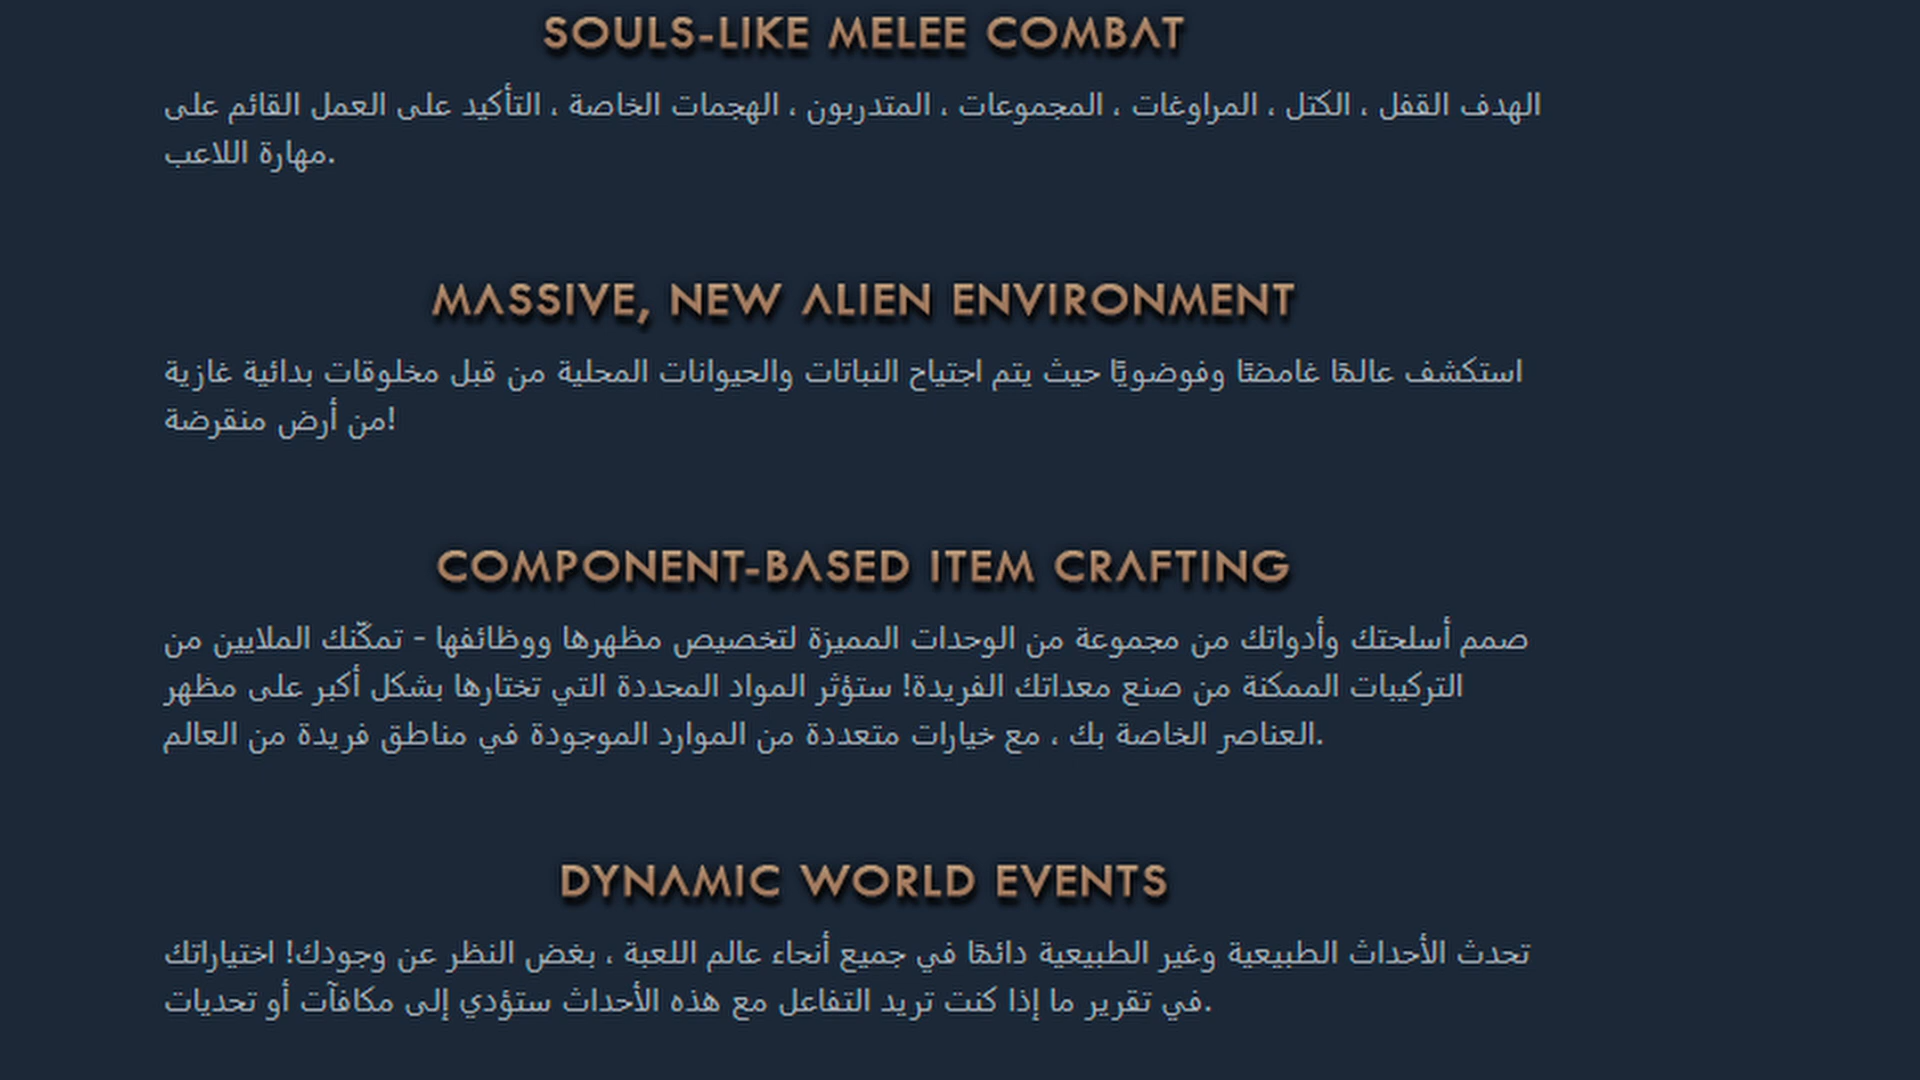 SOULS-LIKE MELEE COMBAT
الهدف القفل ، الكتل ، المراوغات ، المجموعات ، المتدربون ، الهجمات الخاصة ، التأكيد على العمل القائم على
مهارة اللاعب.
MASSIVE, NEW ALIEN ENVIRONMENT
استكشف عالمًا غامضًا وفوضويًا حيث يتم اجتياح النباتات والحيوانات المحلية من قبل مخلوقات بدائية غازية
من أرض منقرضة!
COMPONENT-BASED ITEM CRAFTING
صمم أسلحتك وأدواتك من مجموعة من الوحدات المميزة لتخصيص مظهرها ووظائفها - تمكّنك الملايين من
التركيبات الممكنة من صنع معداتك الفريدة! ستؤثر المواد المحددة التي تختارها بشكل أكبر على مظهر
العناصر الخاصة بك ، مع خيارات متعددة من الموارد الموجودة في مناطق فريدة من العالم.
DYNAMIC WORLD EVENTS
تحدث الأحداث الطبيعية وغير الطبيعية دائمًا في جميع أنحاء عالم اللعبة ، بغض النظر عن وجودك! اختياراتك
في تقرير ما إذا كنت تريد التفاعل مع هذه الأحداث ستؤدي إلى مكافآت أو تحديات.